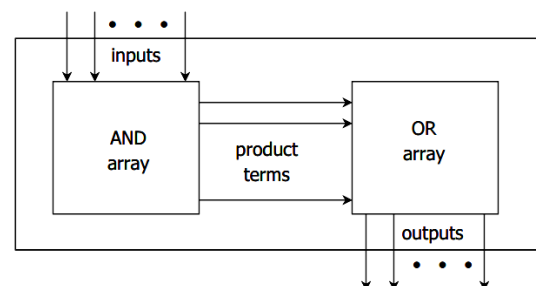 inputs
AND
array
product
terms
OR
array
outputs